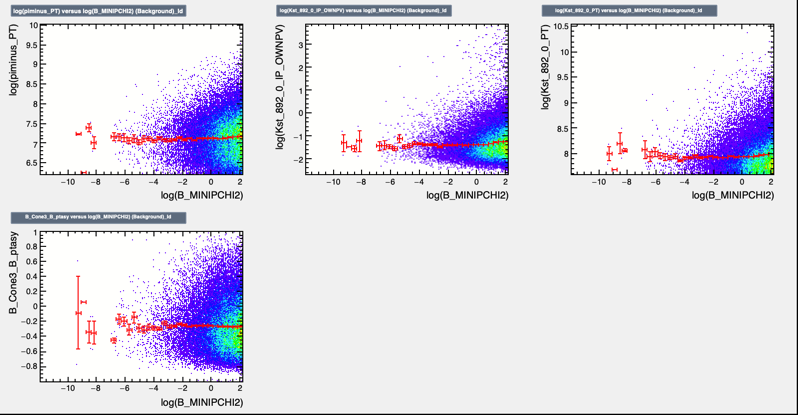 log(piminus_PT) versus log(B_MINIPCHI2) (Background)_Id
log(piminus_PT)
9.5
9
8.5
8
7.5
7
6.5
−10 −8 −6 −4 −2 0 2
log(B_MINIPCHI2)
log(Kst_892_0_IP_OWNPV) versus log(B_MINIPCHI2) (Background)_Id
log(Kst_892_0_IP_OWNPV)
3
2
1
0
−1
−2
−10 −8 −6 −4 −2 0 2
log(B_MINIPCHI2)
log(Kst_892_0_PT) versus log(B_MINIPCHI2) (Background)_Id
log(Kst_892_0_PT)
10.5
10
9.5
9
8.5
8
−10 −8 −6 −4 −2 0 2
log(B_MINIPCHI2)
B_Cone3_B_ptasy versus log(B_MINIPCHI2) (Background)_Id
B_Cone3_B_ptasy
1
0.8
0.6
0.4
0.2
0
−0.2
−0.4
−0.6
−0.8
−10 −8 −6 −4 −2 0 2
log(B_MINIPCHI2)